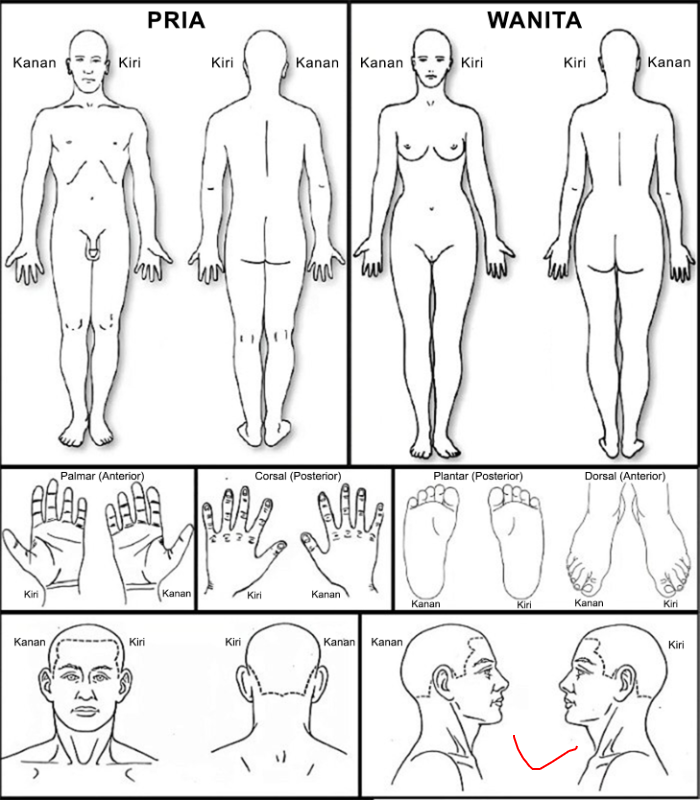 PRIA
WANITA
Kanan
Kiri
Kiri
Kanan
Kanan
Kiri
Kiri
Kanan
Palmar (Anterior)
Corsal (Posterior)
Plantar (Posterior)
Dorsal (Anterior)
Kiri
Kanan
Kiri
Kanan
Kanan
Kiri
Kanan
Kiri
Kanan
Kiri
Kiri
Kanan
Kanan
Kiri